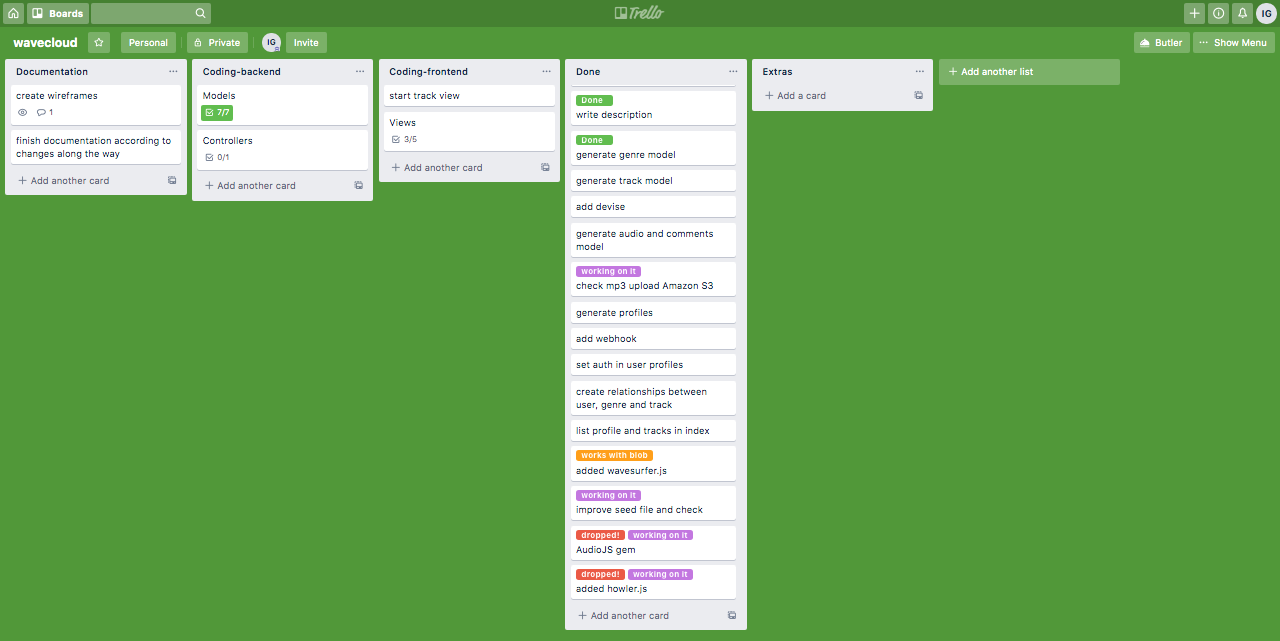 Boards
Trello
IG
wavecloud
Personal
Private
IG
Invite
Butler
··· Show Menu
Documentation
create wireframes
1
finish documentation according to
changes along the way
+ Add another card
Coding-backend
Models
7/7
Controllers
0/1
+ Add another card
Coding-frontend
start track view
Views
3/5
+ Add another card
Done
Done
write description
Done
generate genre model
generate track model
add devise
generate audio and comments
model
working on it
check mp3 upload Amazon S3
generate profiles
add webhook
set auth in user profiles
create relationships between
user, genre and track
list profile and tracks in index
works with blob
added wavesurfer.js
working on it
improve seed file and check
dropped! working on it
AudioJS gem
dropped! working on it
added howler.js
+ Add another card
Extras
+ Add a card
+ Add another list